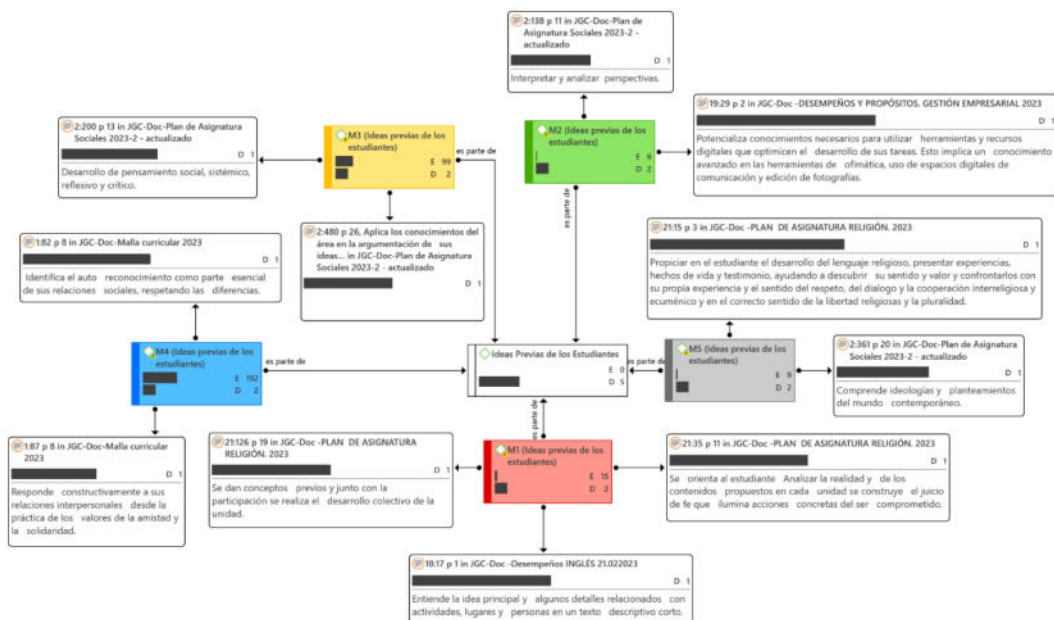 2:138 p 11 in JGC-Doc-Plan de
Asignatura Sociales 2023-2 -
actualizado
D 1
Interpretar y analizar perspectivas.
19:29 p 2 in JGC-Doc -DESEMPEÑOS Y PROPÓSITOS. GESTIÓN EMPRESARIAL 2023
D 1
Potencializa conocimientos necesarios para utilizar herramientas y recursos
digitales que optimicen el desarrollo de sus tareas. Esto implica un conocimiento
avanzado en las herramientas de ofimática, uso de espacios digitales de
comunicación y edición de fotografías.
2:200 p 13 in JGC-Doc-Plan de Asignatura
Sociales 2023-2 - actualizado
D 1
Desarrollo de pensamiento social, sistémico,
reflexivo y crítico.
M3 (Ideas previas de los
estudiantes)
E 99
D 2
es parte de
M2 (Ideas previas de los
estudiantes)
E 6
D 2
es parte de
1:82 p 8 in JGC-Doc-Malla curricular 2023
D 1
Identifica el auto reconocimiento como parte esencial
de sus relaciones sociales, respetando las diferencias.
2:480 p 26, Aplica los conocimientos del
área en la argumentación de sus
ideas... in JGC-Doc-Plan de Asignatura
Sociales 2023-2 - actualizado
D 1
21:15 p 3 in JGC-Doc -PLAN DE ASIGNATURA RELIGIÓN. 2023
D 1
Propiciar en el estudiante el desarrollo del lenguaje religioso, presentar experiencias,
hechos de vida y testimonio, ayudando a descubrir su sentido y valor y confrontarlos con
su propia experiencia y el sentido del respeto, del dialogo y la cooperación interreligiosa y
ecuménico y en el correcto sentido de la libertad religiosas y la pluralidad.
M4 (Ideas previas de los
estudiantes)
E 192
D 2
es parte de
Ideas Previas de los Estudiantes
E 0
D 5
es parte de
M5 (Ideas previas de los
estudiantes)
E 9
D 2
2:361 p 20 in JGC-Doc-Plan de Asignatura
Sociales 2023-2 - actualizado
D 1
Comprende ideologías y planteamientos
del mundo contemporáneo.
1:87 p 8 in JGC-Doc-Malla curricular
2023
D 1
Responde constructivamente a sus
relaciones interpersonales desde la
práctica de los valores de la amistad y
la solidaridad.
21:126 p 19 in JGC-Doc -PLAN DE ASIGNATURA
RELIGIÓN. 2023
D 1
Se dan conceptos previos y junto con la
participación se realiza el desarrollo colectivo de la
unidad.
es parte de
M1 (Ideas previas de los
estudiantes)
E 15
D 2
21:35 p 11 in JGC-Doc -PLAN DE ASIGNATURA RELIGIÓN. 2023
D 1
Se orienta al estudiante Analizar la realidad y de los
contenidos propuestos en cada unidad se construye el juicio
de fe que ilumina acciones concretas del ser comprometido.
18:17 p 1 in JGC-Doc -Desempeños INGLÉS 21.022023
D 1
Entiende la idea principal y algunos detalles relacionados con
actividades, lugares y personas en un texto descriptivo corto.